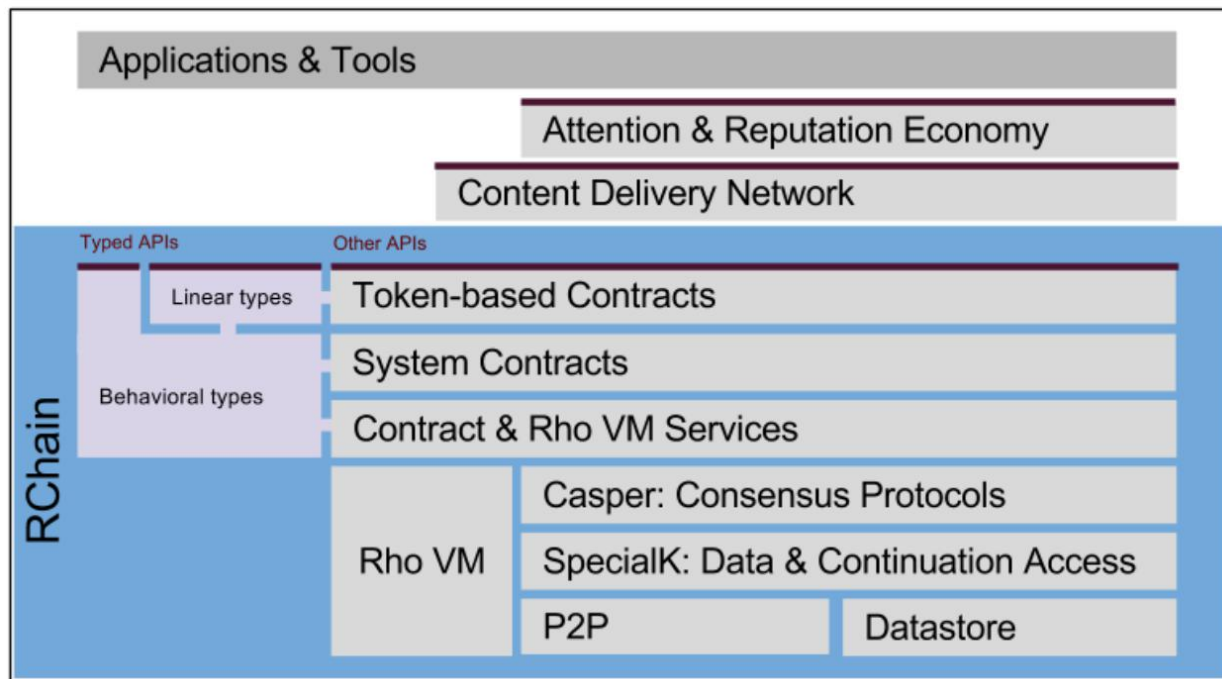 Applications & Tools
Attention & Reputation Economy
Content Delivery Network
Typed APIs
Other APIs
Linear types
Token-based Contracts
System Contracts
Behavioral types
Contract & Rho VM Services
RChain
Rho VM
Casper: Consensus Protocols
SpecialK: Data & Continuation Access
P2P
Datastore